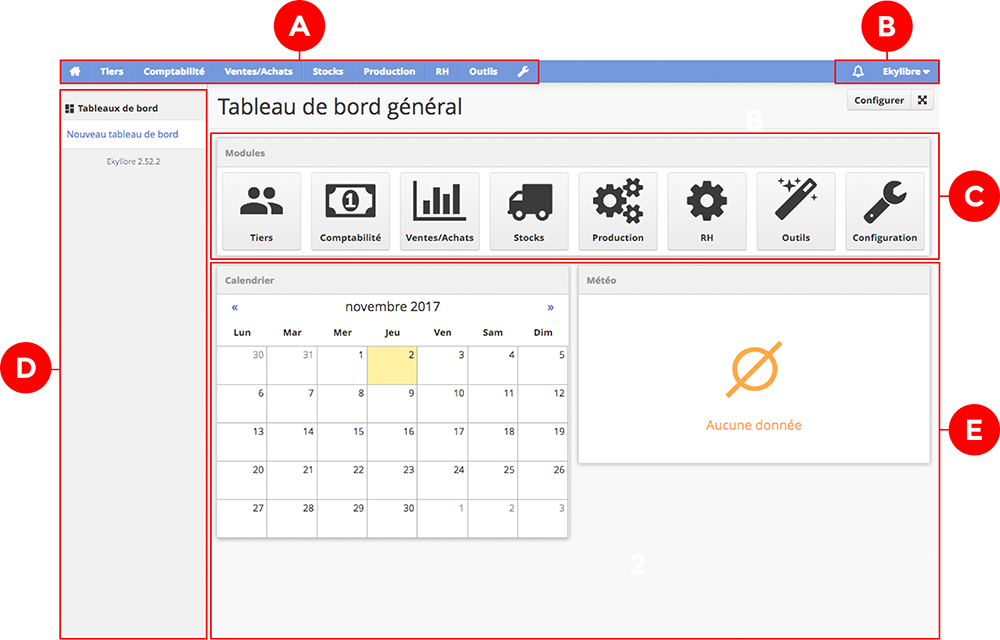 A
B
Tiers Comptabilité Ventes/Achats Stocks Production RH Outils Ekylibre
Tableaux de bord
Nouveau tableau de bord
Ekylibre 2.52.2
Tableau de bord général
Configurer
B
Modules
Tiers Comptabilité Ventes/Achats Stocks Production RH Outils Configuration
C
Calendrier
« novembre 2017 »
Lun Mar Mer Jeu Ven Sam Dim
30 31 1 2 3 4 5
6 7 8 9 10 11 12
13 14 15 16 17 18 19
20 21 22 23 24 25 26
27 28 29 30 1 2 3
Météo
Aucune donnée
D
E
2